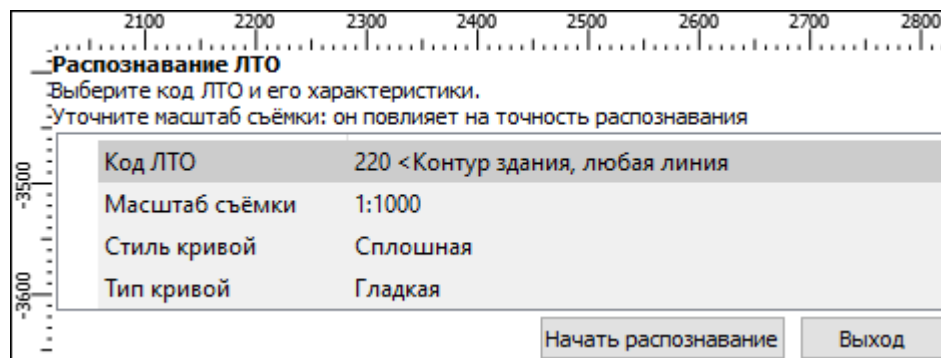 2100 2200 2300 2400 2500 2600 2700 2800
Распознавание ЛТО
Выберите код ЛТО и его характеристики.
Уточните масштаб съёмки: он повлияет на точность распознавания
Код ЛТО 220 <Контур здания, любая линия
-3500
Масштаб съёмки 1:1000
Стиль кривой Сплошная
Тип кривой Гладкая
-3600
Начать распознавание Выход